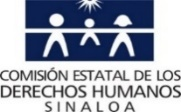 COMISIÓN ESTATAL DE LOS
DERECHOS HUMANOS
SINALOA